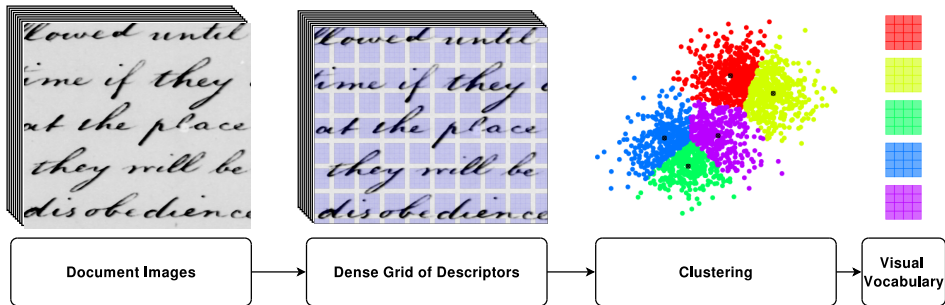 llowed until
time if they
at the place
they will be
disobedience
llowed until
time if they
at the place
they will be
disobedience
Document Images
Dense Grid of Descriptors
Clustering
Visual
Vocabulary